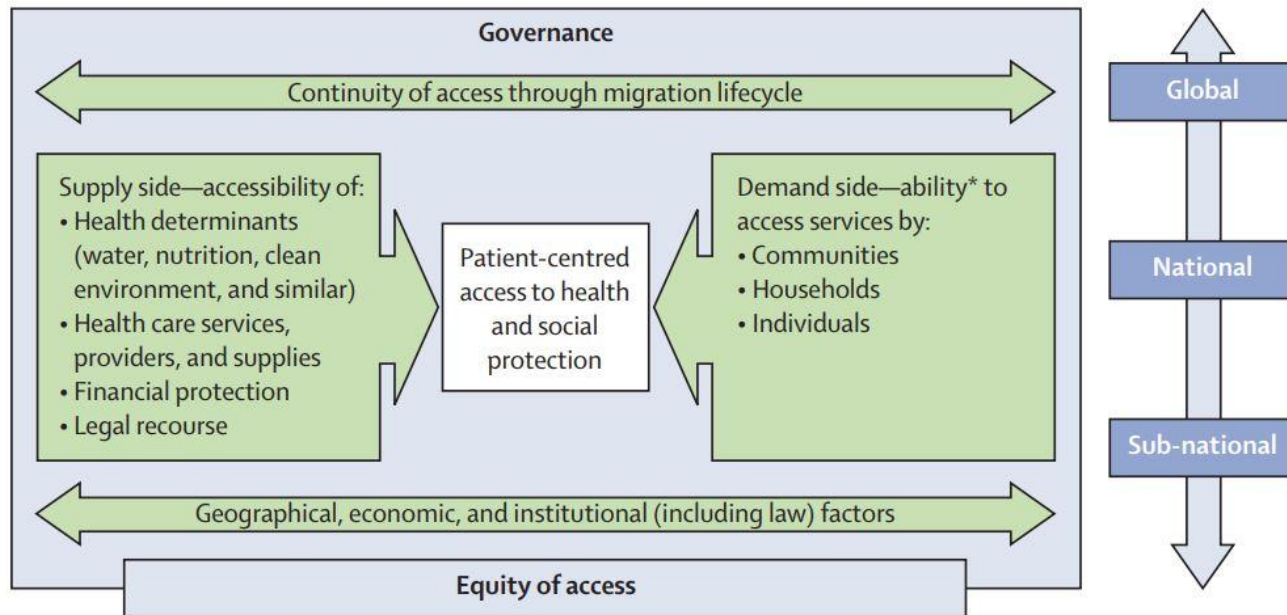 Governance
Continuity of access through migration lifecycle
Supply side—accessibility of:
• Health determinants
(water, nutrition, clean
environment, and similar)
• Health care services,
providers, and supplies
• Financial protection
• Legal recourse
Patient-centred
access to health
and social
protection
Demand side—ability* to
access services by:
• Communities
• Households
• Individuals
Geographical, economic, and institutional (including law) factors
Equity of access
Global
National
Sub-national